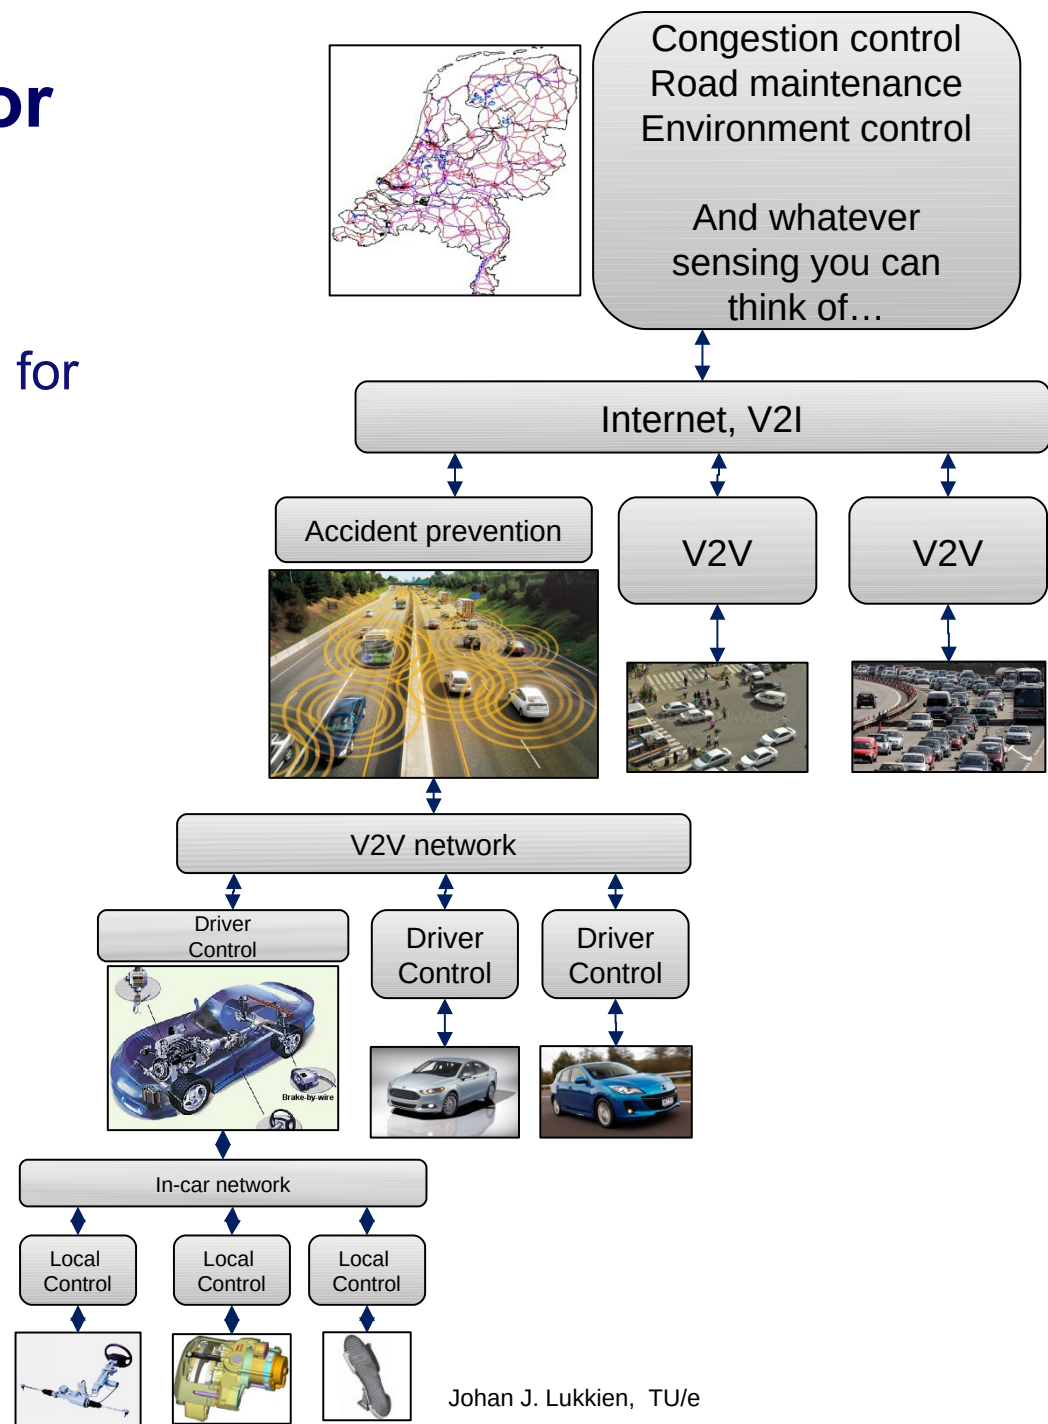 or
for
Congestion control
Road maintenance
Environment control
And whatever
sensing you can
think of…
Internet, V2I
Accident prevention
V2V
V2V
IMAGES
V2V network
Driver
Control
Driver
Control
Driver
Control
Brake-by-wire
In-car network
Local
Control
Local
Control
Local
Control
Johan J. Lukkien, TU/e